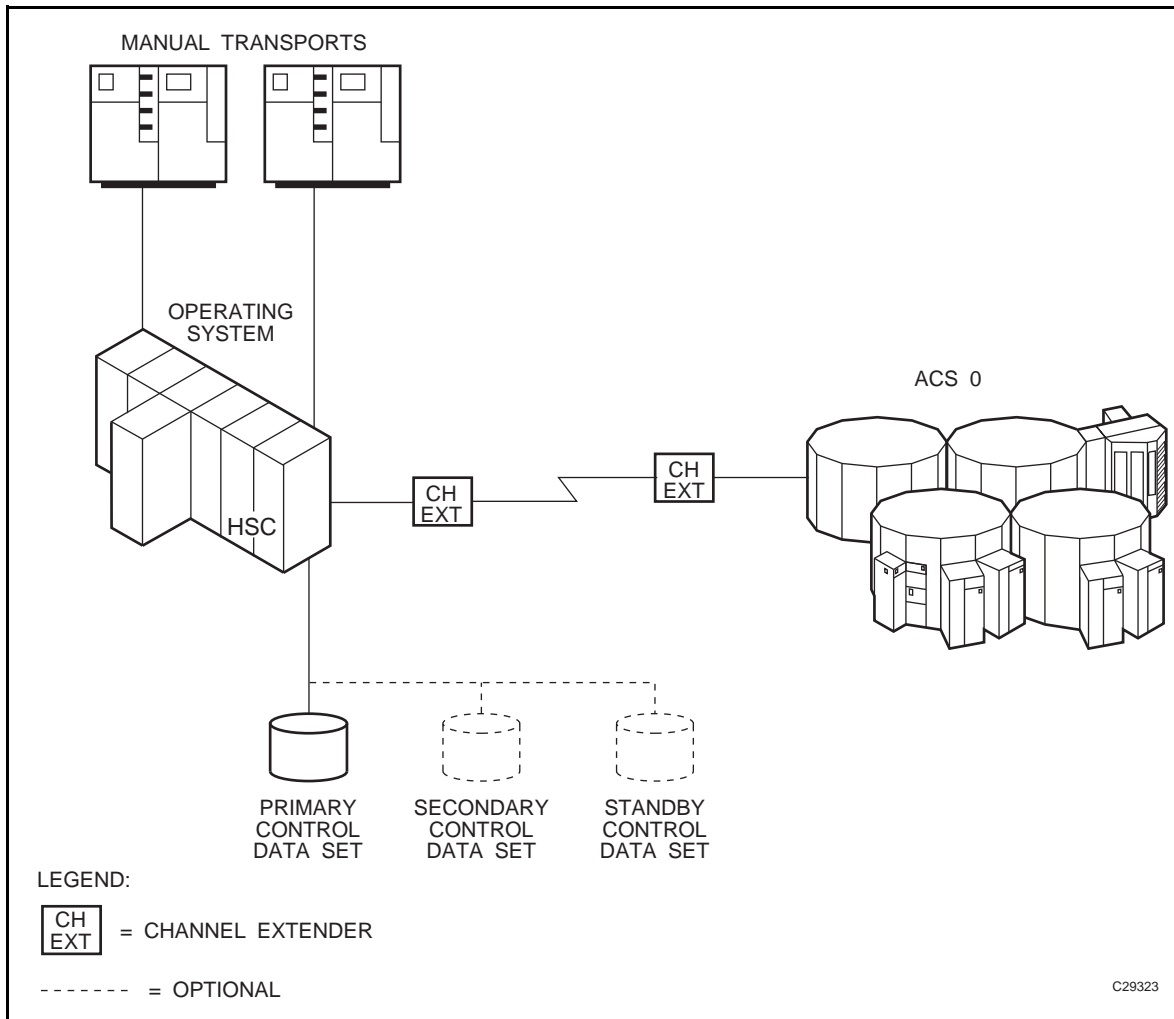 MANUAL TRANSPORTS
OPERATING
SYSTEM
HSC
CH
EXT
CH
EXT
ACS 0
PRIMARY
CONTROL
DATA SET
SECONDARY
CONTROL
DATA SET
STANDBY
CONTROL
DATA SET
LEGEND:
CH
EXT
= CHANNEL EXTENDER
------- = OPTIONAL
C29323